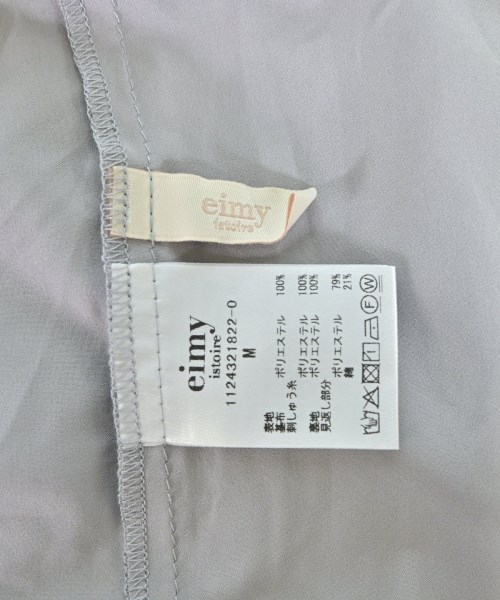 eimy
istoire
eimy
istoire
1124321822-0
M
表地
基布 ポリエステル 100%
刺しゅう糸 ポリエステル 100%
裏地 ポリエステル 100%
見返し部分 ポリエステル 79%
綿 21%